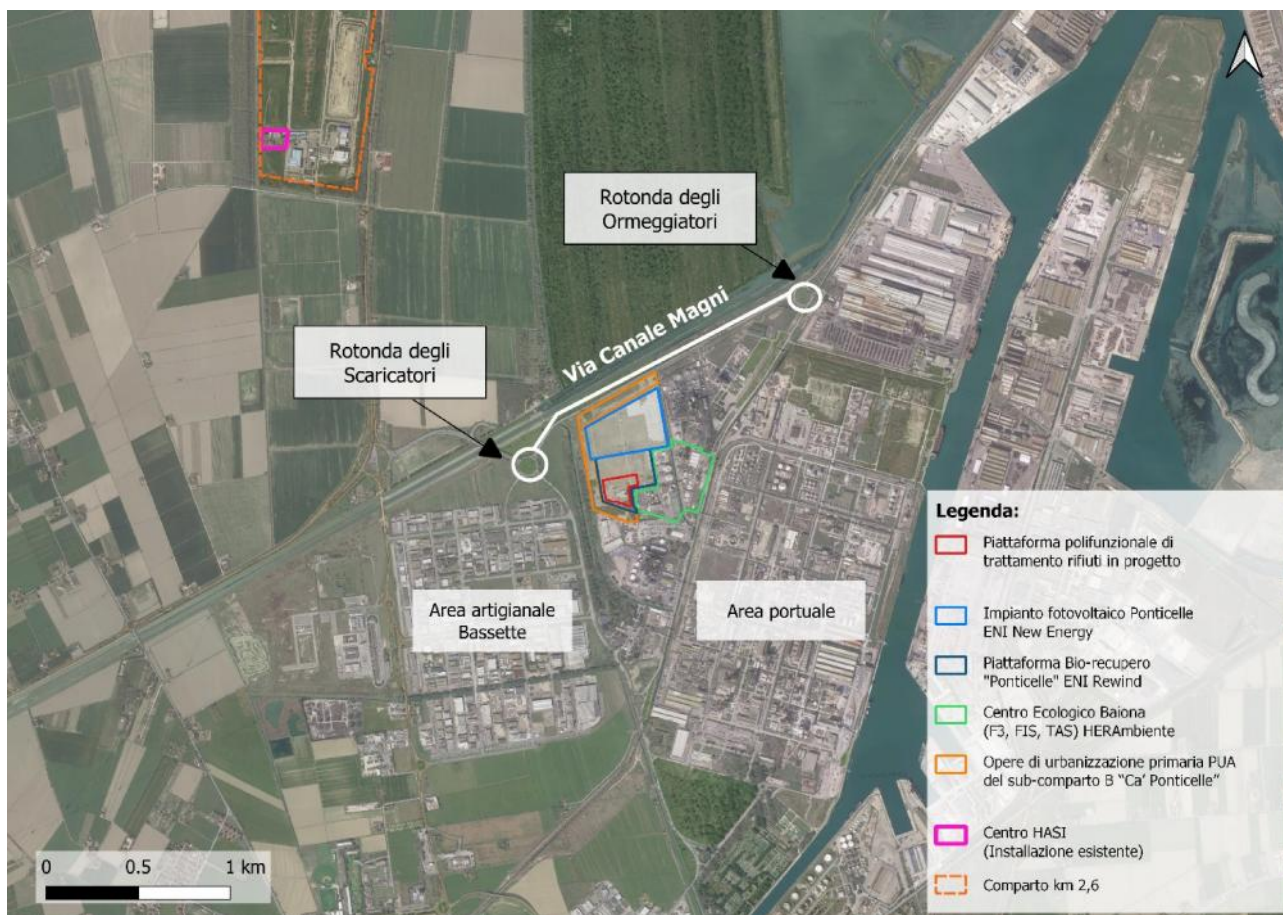 Rotonda degli
Ormeggiatori
Via Canale Magni
Rotonda degli
Scaricatori
Area artigianale
Bassette
Area portuale
Legenda:
Piattaforma polifunzionale di
trattamento rifiuti in progetto
Impianto fotovoltaico Ponticelle
ENI New Energy
Piattaforma Bio-recupero
"Ponticelle" ENI Rewind
Centro Ecologico Baiona
(F3, FIS, TAS) HERAmbiente
Opere di urbanizzazione primaria PUA
del sub-comparto B “Ca’ Ponticelle”
Centro HASI
(Installazione esistente)
Comparto km 2,6
0 0.5 1 km